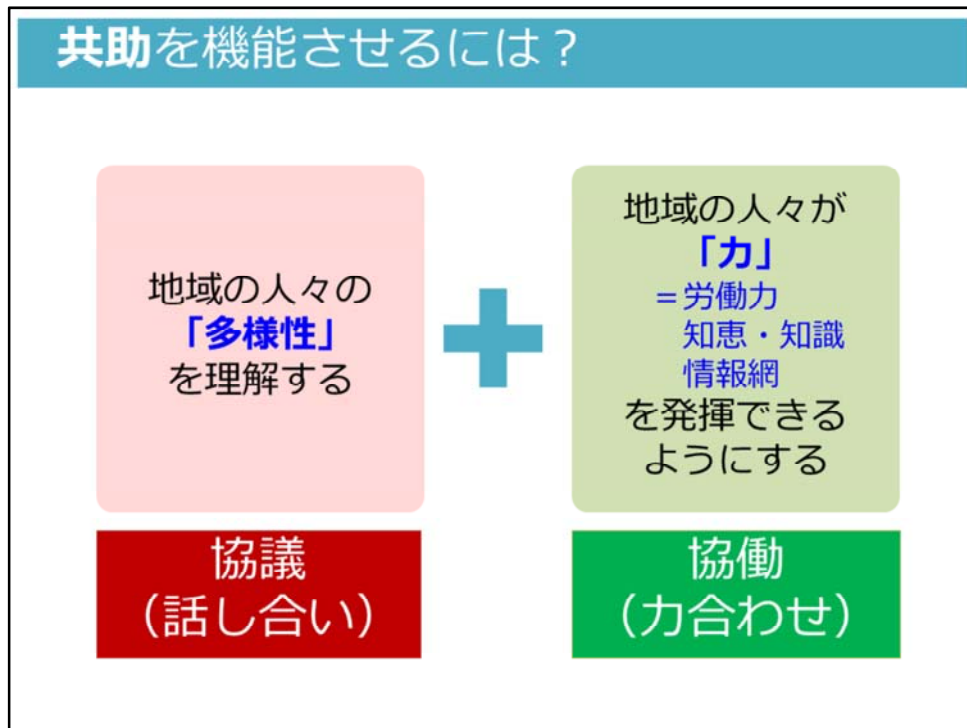 共助を機能させるには？
地域の人々の
「多様性」
を理解する
地域の人々が
「力」
＝労働力
知恵・知識
情報網
を発揮できる
ようにする
協議
（話し合い）
協働
（力合わせ）